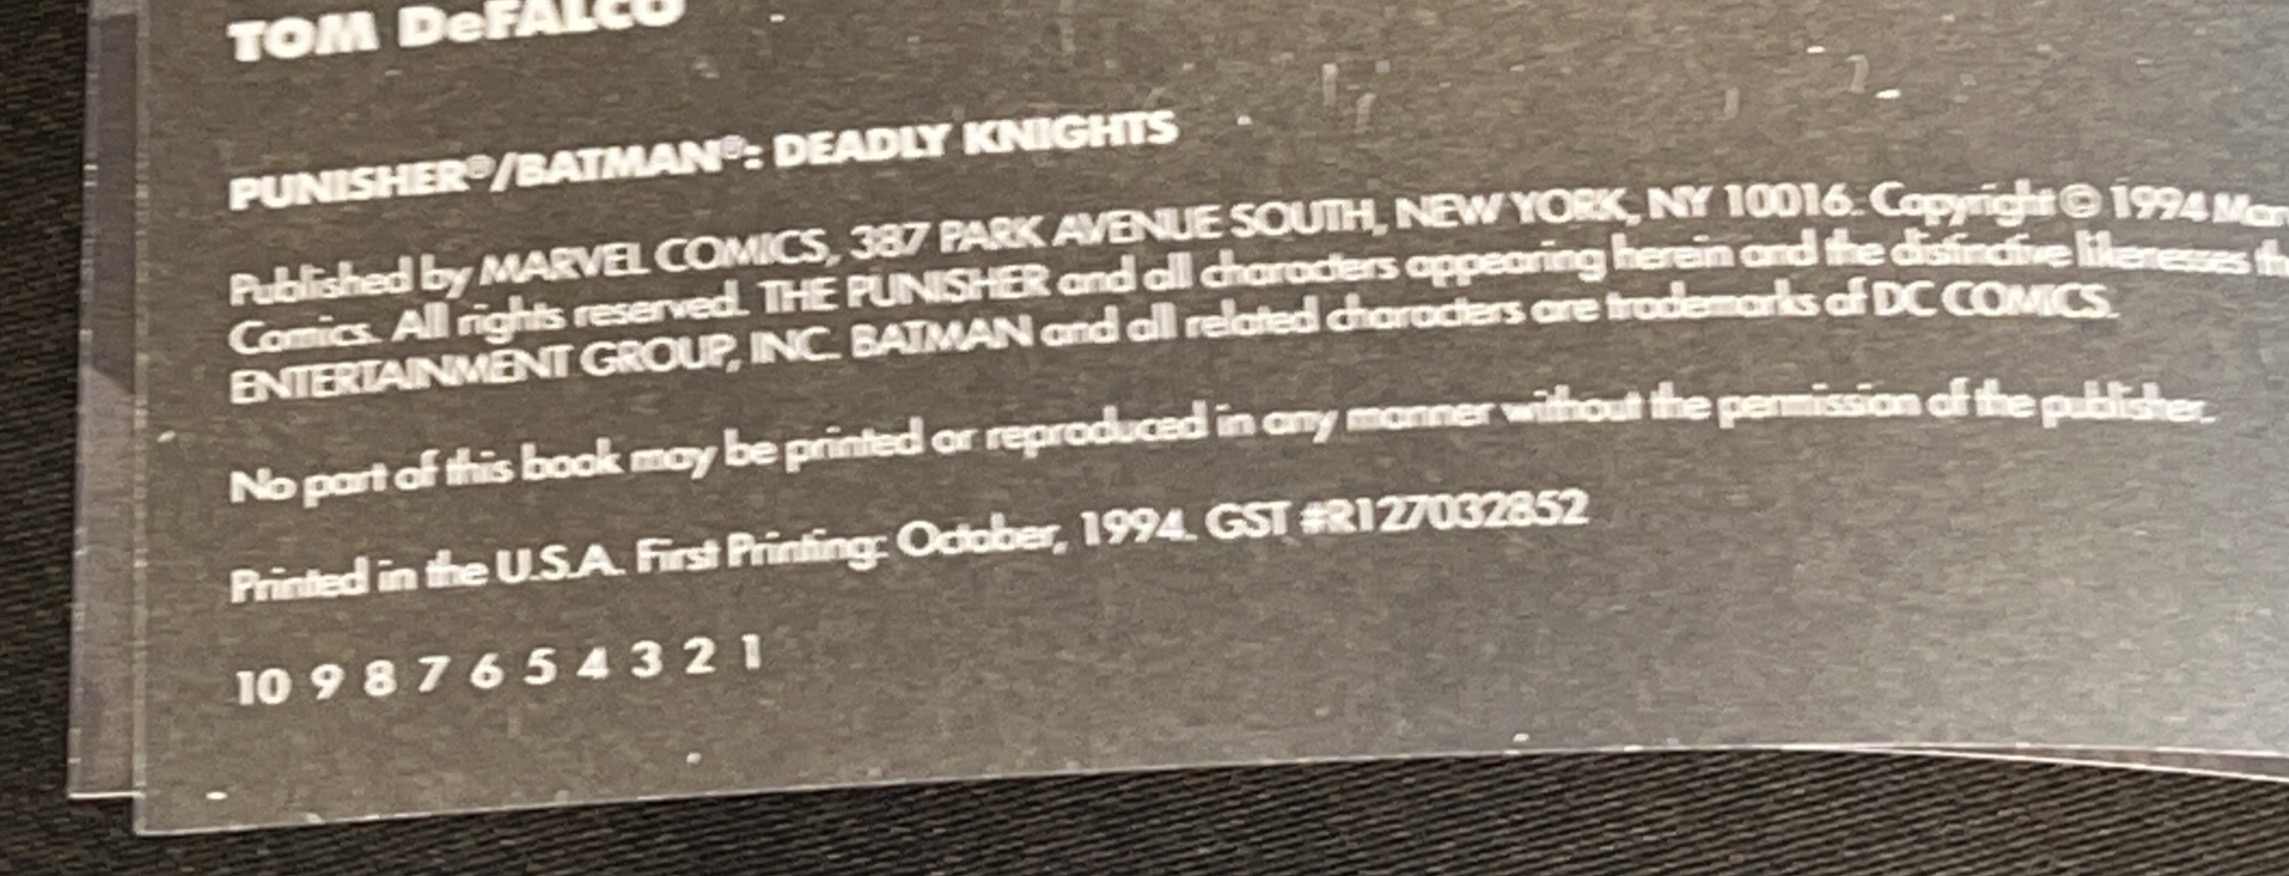 TOM DeFALCO
PUNISHER®/BATMAN®: DEADLY KNIGHTS
Published by MARVEL COMICS, 387 PARK AVENUE SOUTH, NEW YORK, NY 10016. Copyright © 1994
Comics. All rights reserved. THE PUNISHER and all characters appearing herein and the distinctive likenesses
ENTERTAINMENT GROUP, INC. BATMAN and all related characters are trademarks of DC COMICS.
No part of this book may be printed or reproduced in any manner without the permission of the publisher.
Printed in the U.S.A. First Printing: October, 1994. GST #R127032852
10 9 8 7 6 5 4 3 2 1